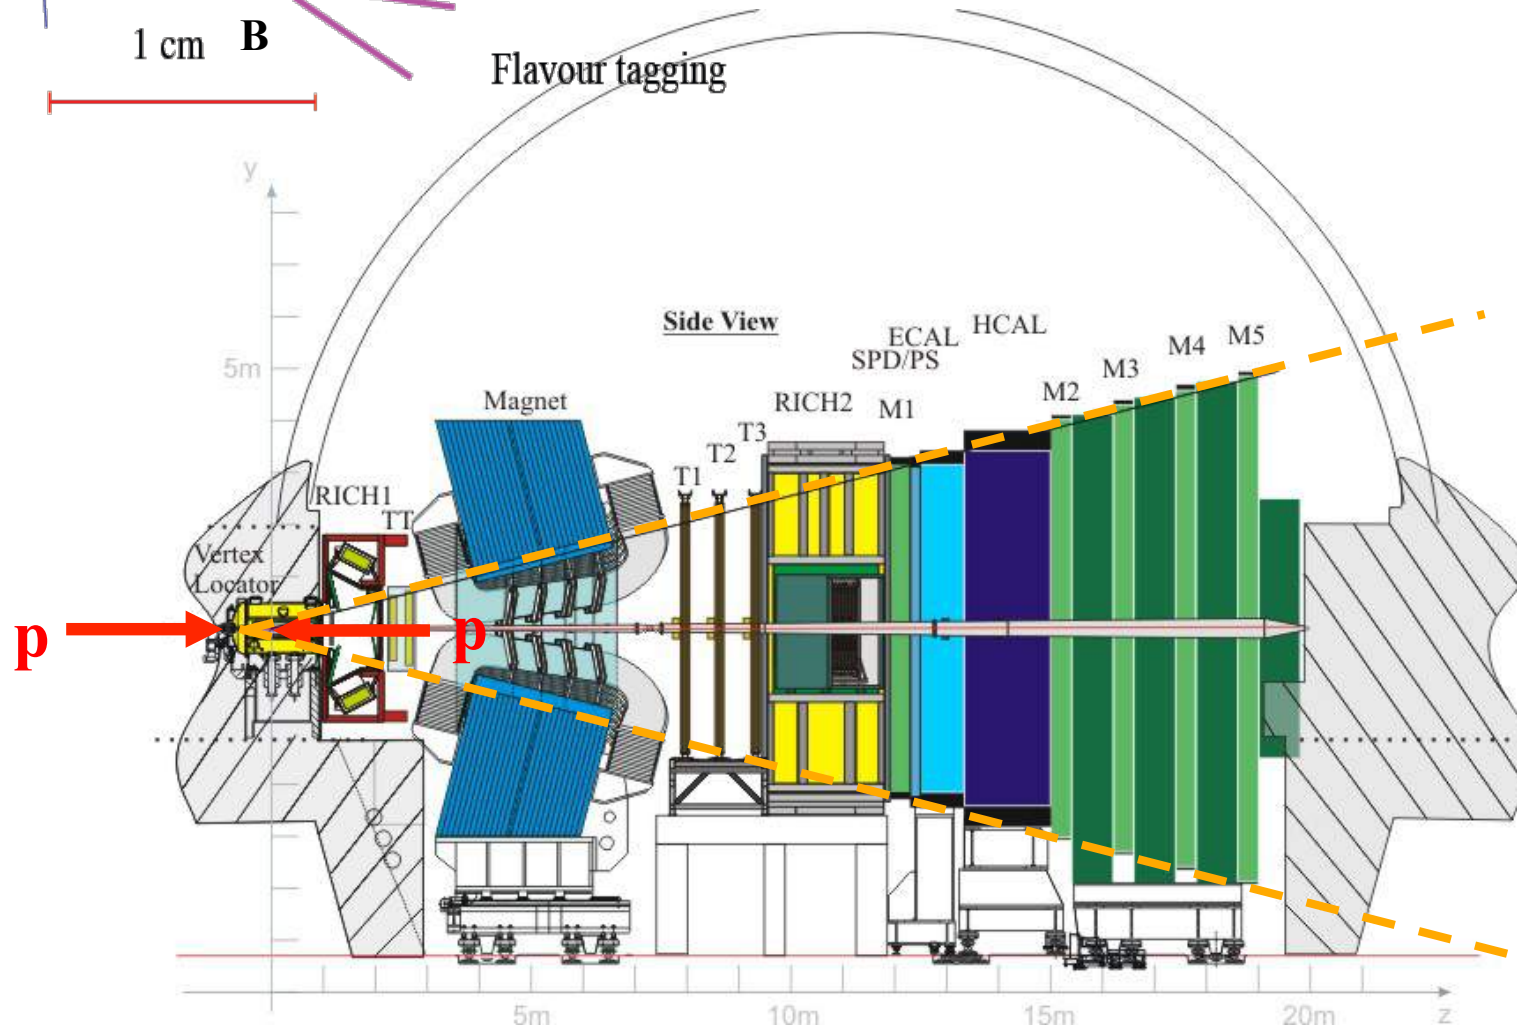 1 cm
B
Flavour tagging
y
Side View
HCAL
ECAL
SPD/PS
M5
M4
M3
M2
5m
Magnet
RICH2
M1
T3
T2
T1
RICH1
TT
Vertex
Locator
p
p
5m
10m
15m
20m
z